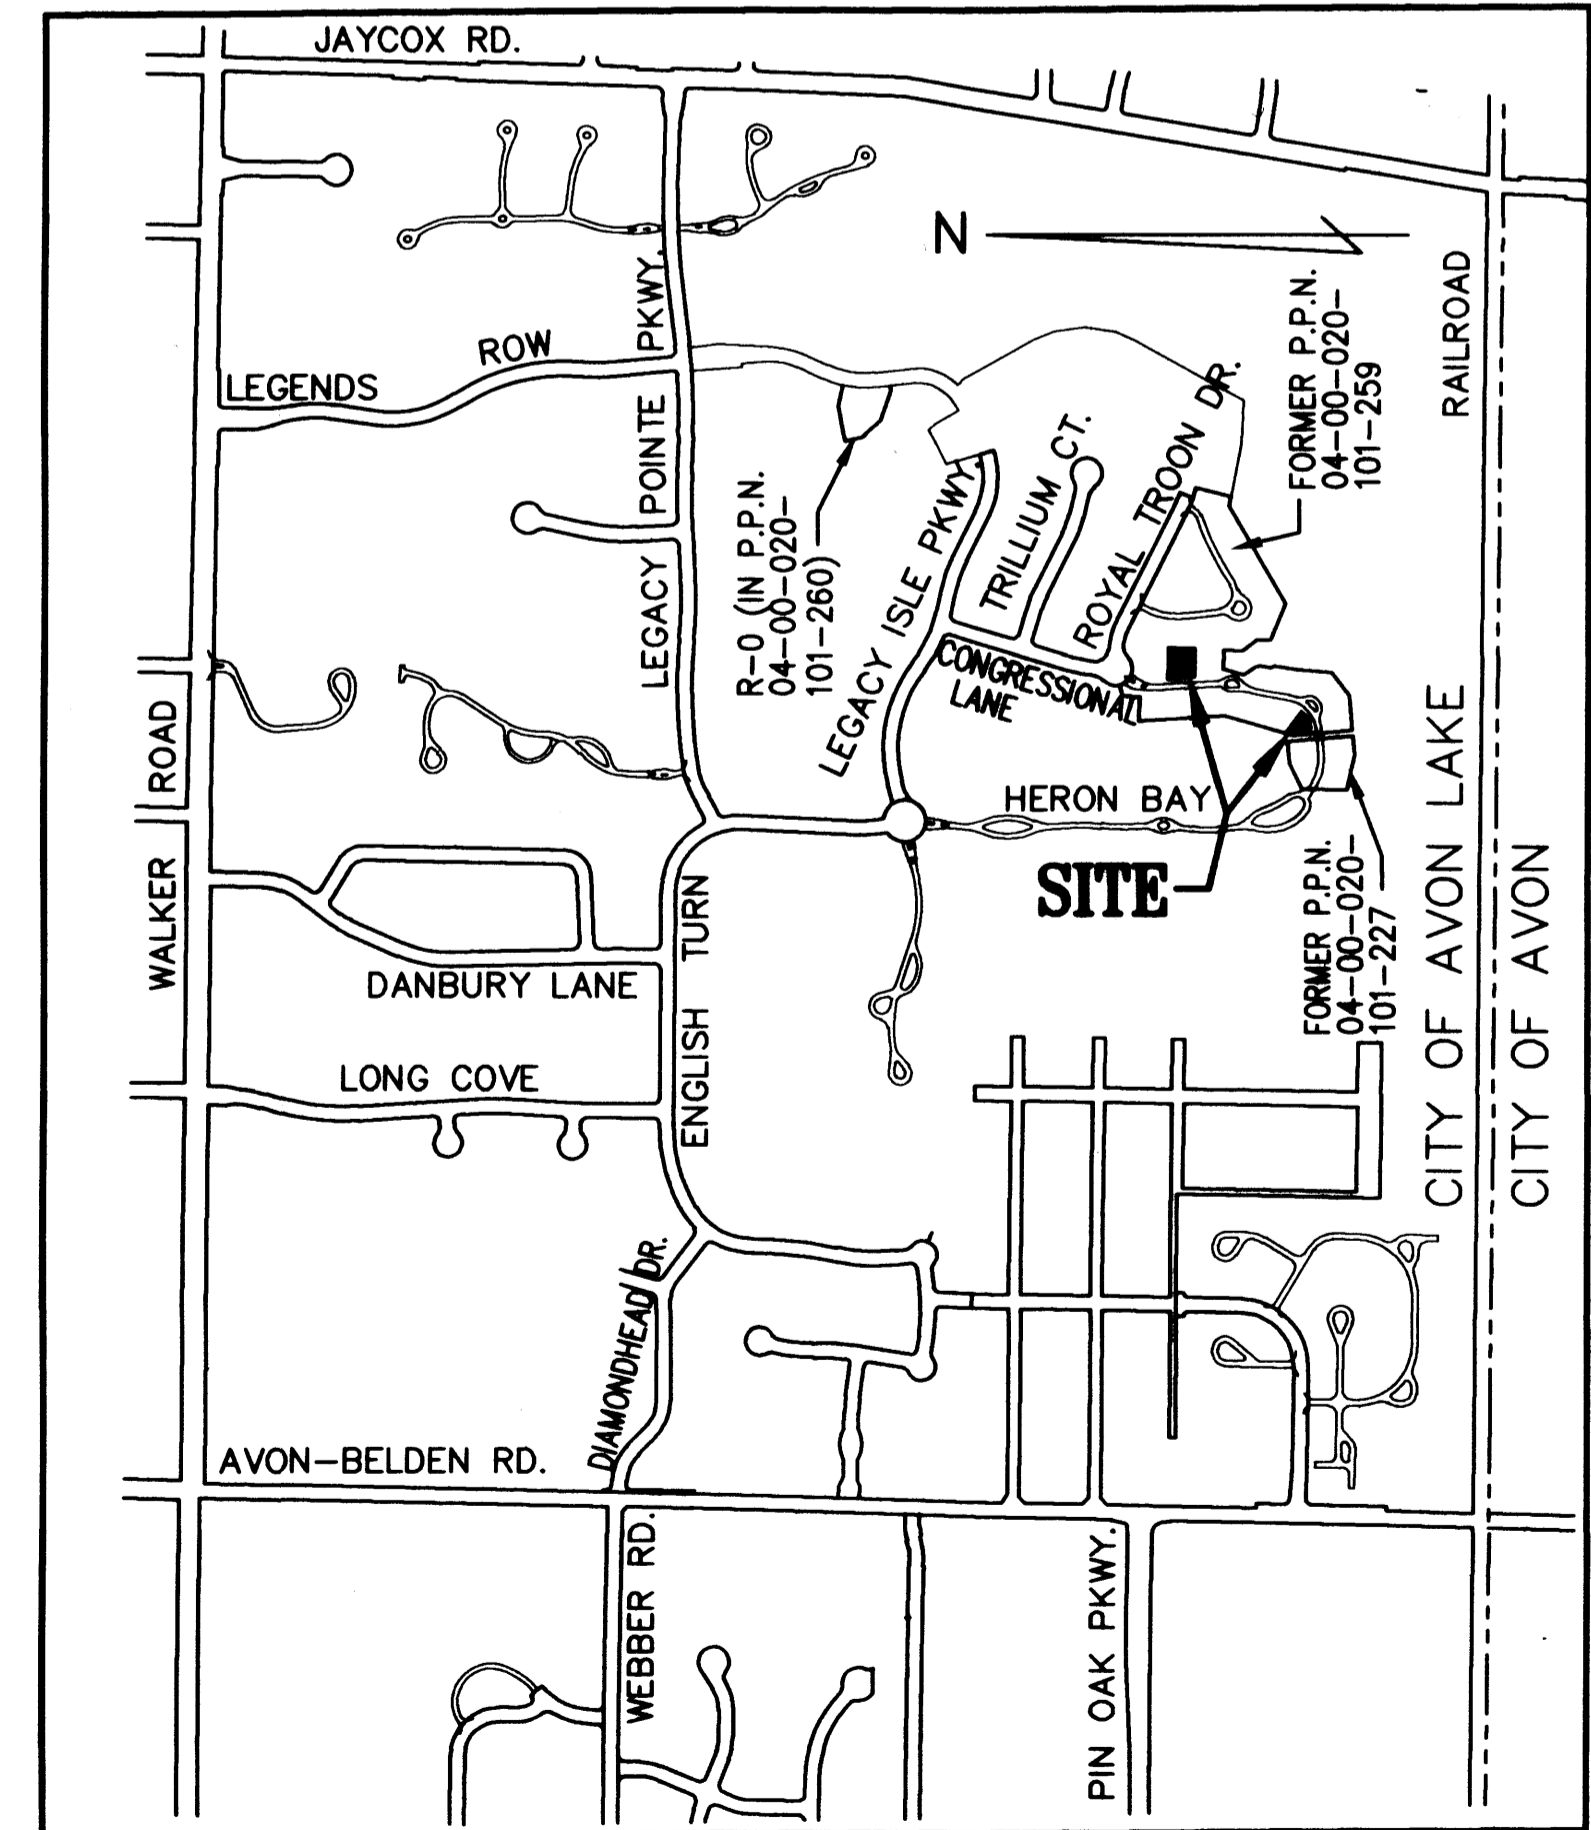 JAYCOX RD.
N
RAILROAD
LEGENDS
ROW
LEGACY POINTE PKWY.
R-0 (IN P.P.N.
04-00-020-
101-260)
FORMER P.P.N.
04-00-020-
101-259
LEGACY ISLE PKWY.
TRILLIUM CT.
ROYAL TROON DR.
CONGRESSIONAL
LANE
HERON BAY
SITE
FORMER P.P.N.
04-00-020-
101-227
WALKER ROAD
DANBURY LANE
ENGLISH TURN
LONG COVE
DIAMONDHEAD DR.
AVON-BELDEN RD.
WEBBER RD.
PIN OAK PKWY.
CITY OF AVON LAKE
CITY OF AVON